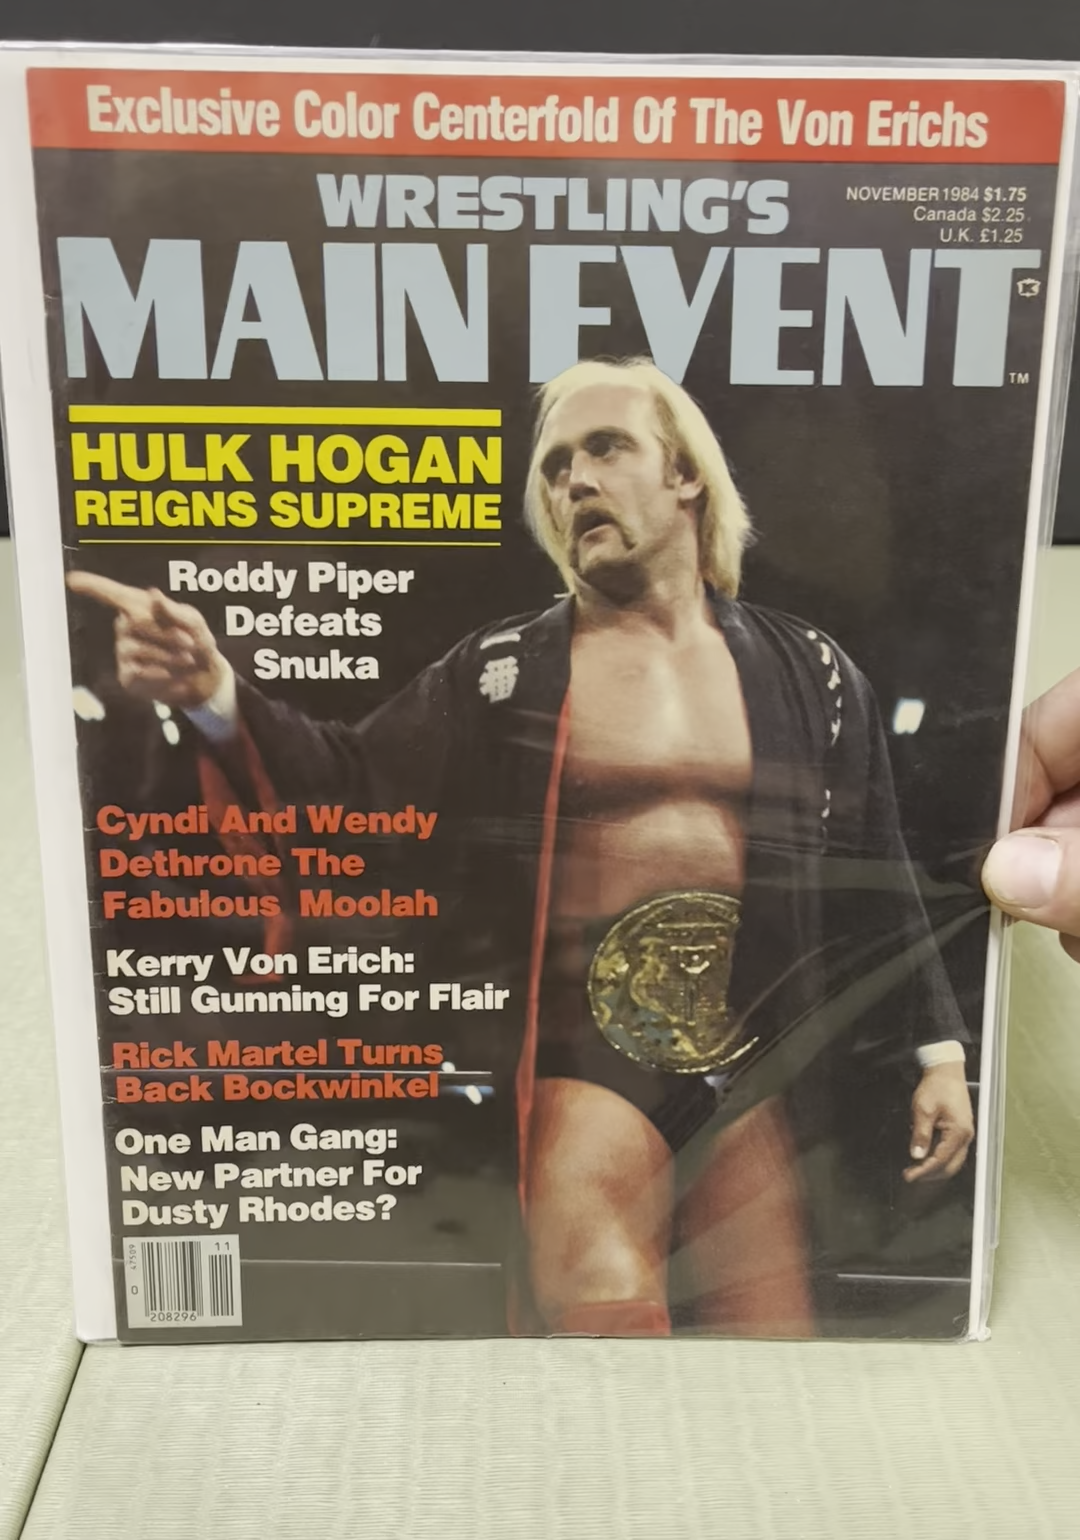 Exclusive Color Centerfold Of The Von Erichs
WRESTLING'S
MAIN EVENT
TM
NOVEMBER 1984 $1.75
Canada $2.25
U.K. £1.25
K
HULK HOGAN
REIGNS SUPREME
Roddy Piper
Defeats
Snuka
一番
Cyndi And Wendy
Dethrone The
Fabulous Moolah
Kerry Von Erich:
Still Gunning For Flair
Rick Martel Turns
Back Bockwinkel
One Man Gang:
New Partner For
Dusty Rhodes?
11
0
47509
208296